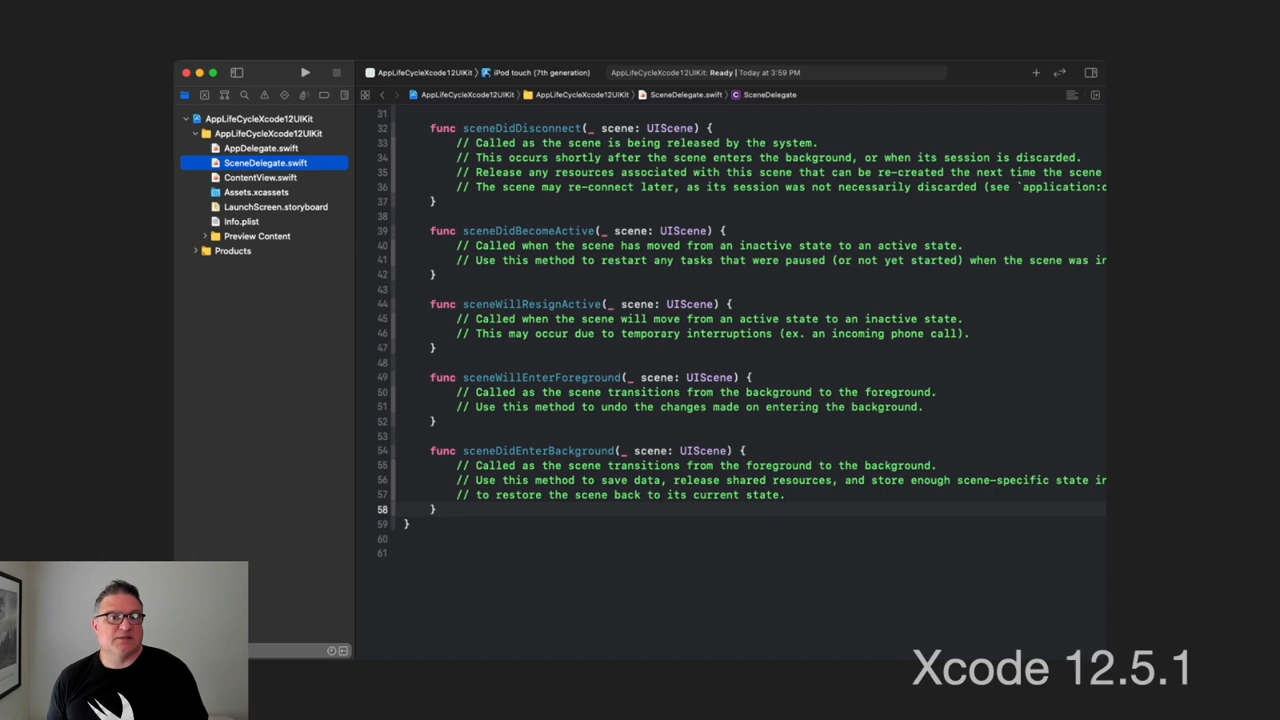 AppLifeCycleXcode12UIKit
iPod touch (7th generation)
AppLifeCycleXcode12UIKit: Ready | Today at 3:59 PM
AppLifeCycleXcode12UIKit
AppLifeCycleXcode12UIKit
SceneDelegate.swift
SceneDelegate
AppLifeCycleXcode12UIKit
AppLifeCycleXcode12UIKit
AppDelegate.swift
SceneDelegate.swift
ContentView.swift
Assets.xcassets
LaunchScreen.storyboard
Info.plist
Preview Content
Products
31
32 func sceneDidDisconnect(_ scene: UIScene) {
33 // Called as the scene is being released by the system.
34 // This occurs shortly after the scene enters the background, or when its session is discarded.
35 // Release any resources associated with this scene that can be re-created the next time the scene
36 // The scene may re-connect later, as its session was not necessarily discarded (see `application:d
37 }
38
39 func sceneDidBecomeActive(_ scene: UIScene) {
40 // Called when the scene has moved from an inactive state to an active state.
41 // Use this method to restart any tasks that were paused (or not yet started) when the scene was in
42 }
43
44 func sceneWillResignActive(_ scene: UIScene) {
45 // Called when the scene will move from an active state to an inactive state.
46 // This may occur due to temporary interruptions (ex. an incoming phone call).
47 }
48
49 func sceneWillEnterForeground(_ scene: UIScene) {
50 // Called as the scene transitions from the background to the foreground.
51 // Use this method to undo the changes made on entering the background.
52 }
53
54 func sceneDidEnterBackground(_ scene: UIScene) {
55 // Called as the scene transitions from the foreground to the background.
56 // Use this method to save data, release shared resources, and store enough scene-specific state in
57 // to restore the scene back to its current state.
58 }
59 }
60
61
Xcode 12.5.1